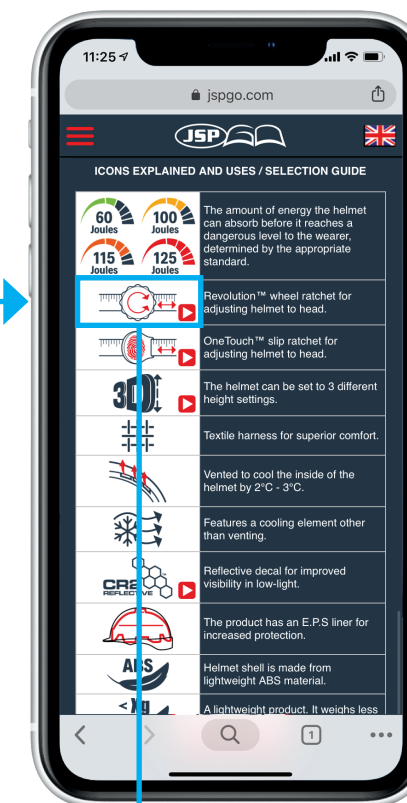 11:25
jspgo.com
JSP
ICONS EXPLAINED AND USES / SELECTION GUIDE
60
Joules
100
Joules
115
Joules
125
Joules
The amount of energy the helmet
can absorb before it reaches a
dangerous level to the wearer,
determined by the appropriate
standard.
Revolution™ wheel ratchet for
adjusting helmet to head.
OneTouch™ slip ratchet for
adjusting helmet to head.
3D
The helmet can be set to 3 different
height settings.
Textile harness for superior comfort.
Vented to cool the inside of the
helmet by 2°C - 3°C.
Features a cooling element other
than venting.
CR2
REFLECTIVE
Reflective decal for improved
visibility in low-light.
The product has an E.P.S liner for
increased protection.
ABS
Helmet shell is made from
lightweight ABS material.
< Xg
A lightweight product. It weighs less
1